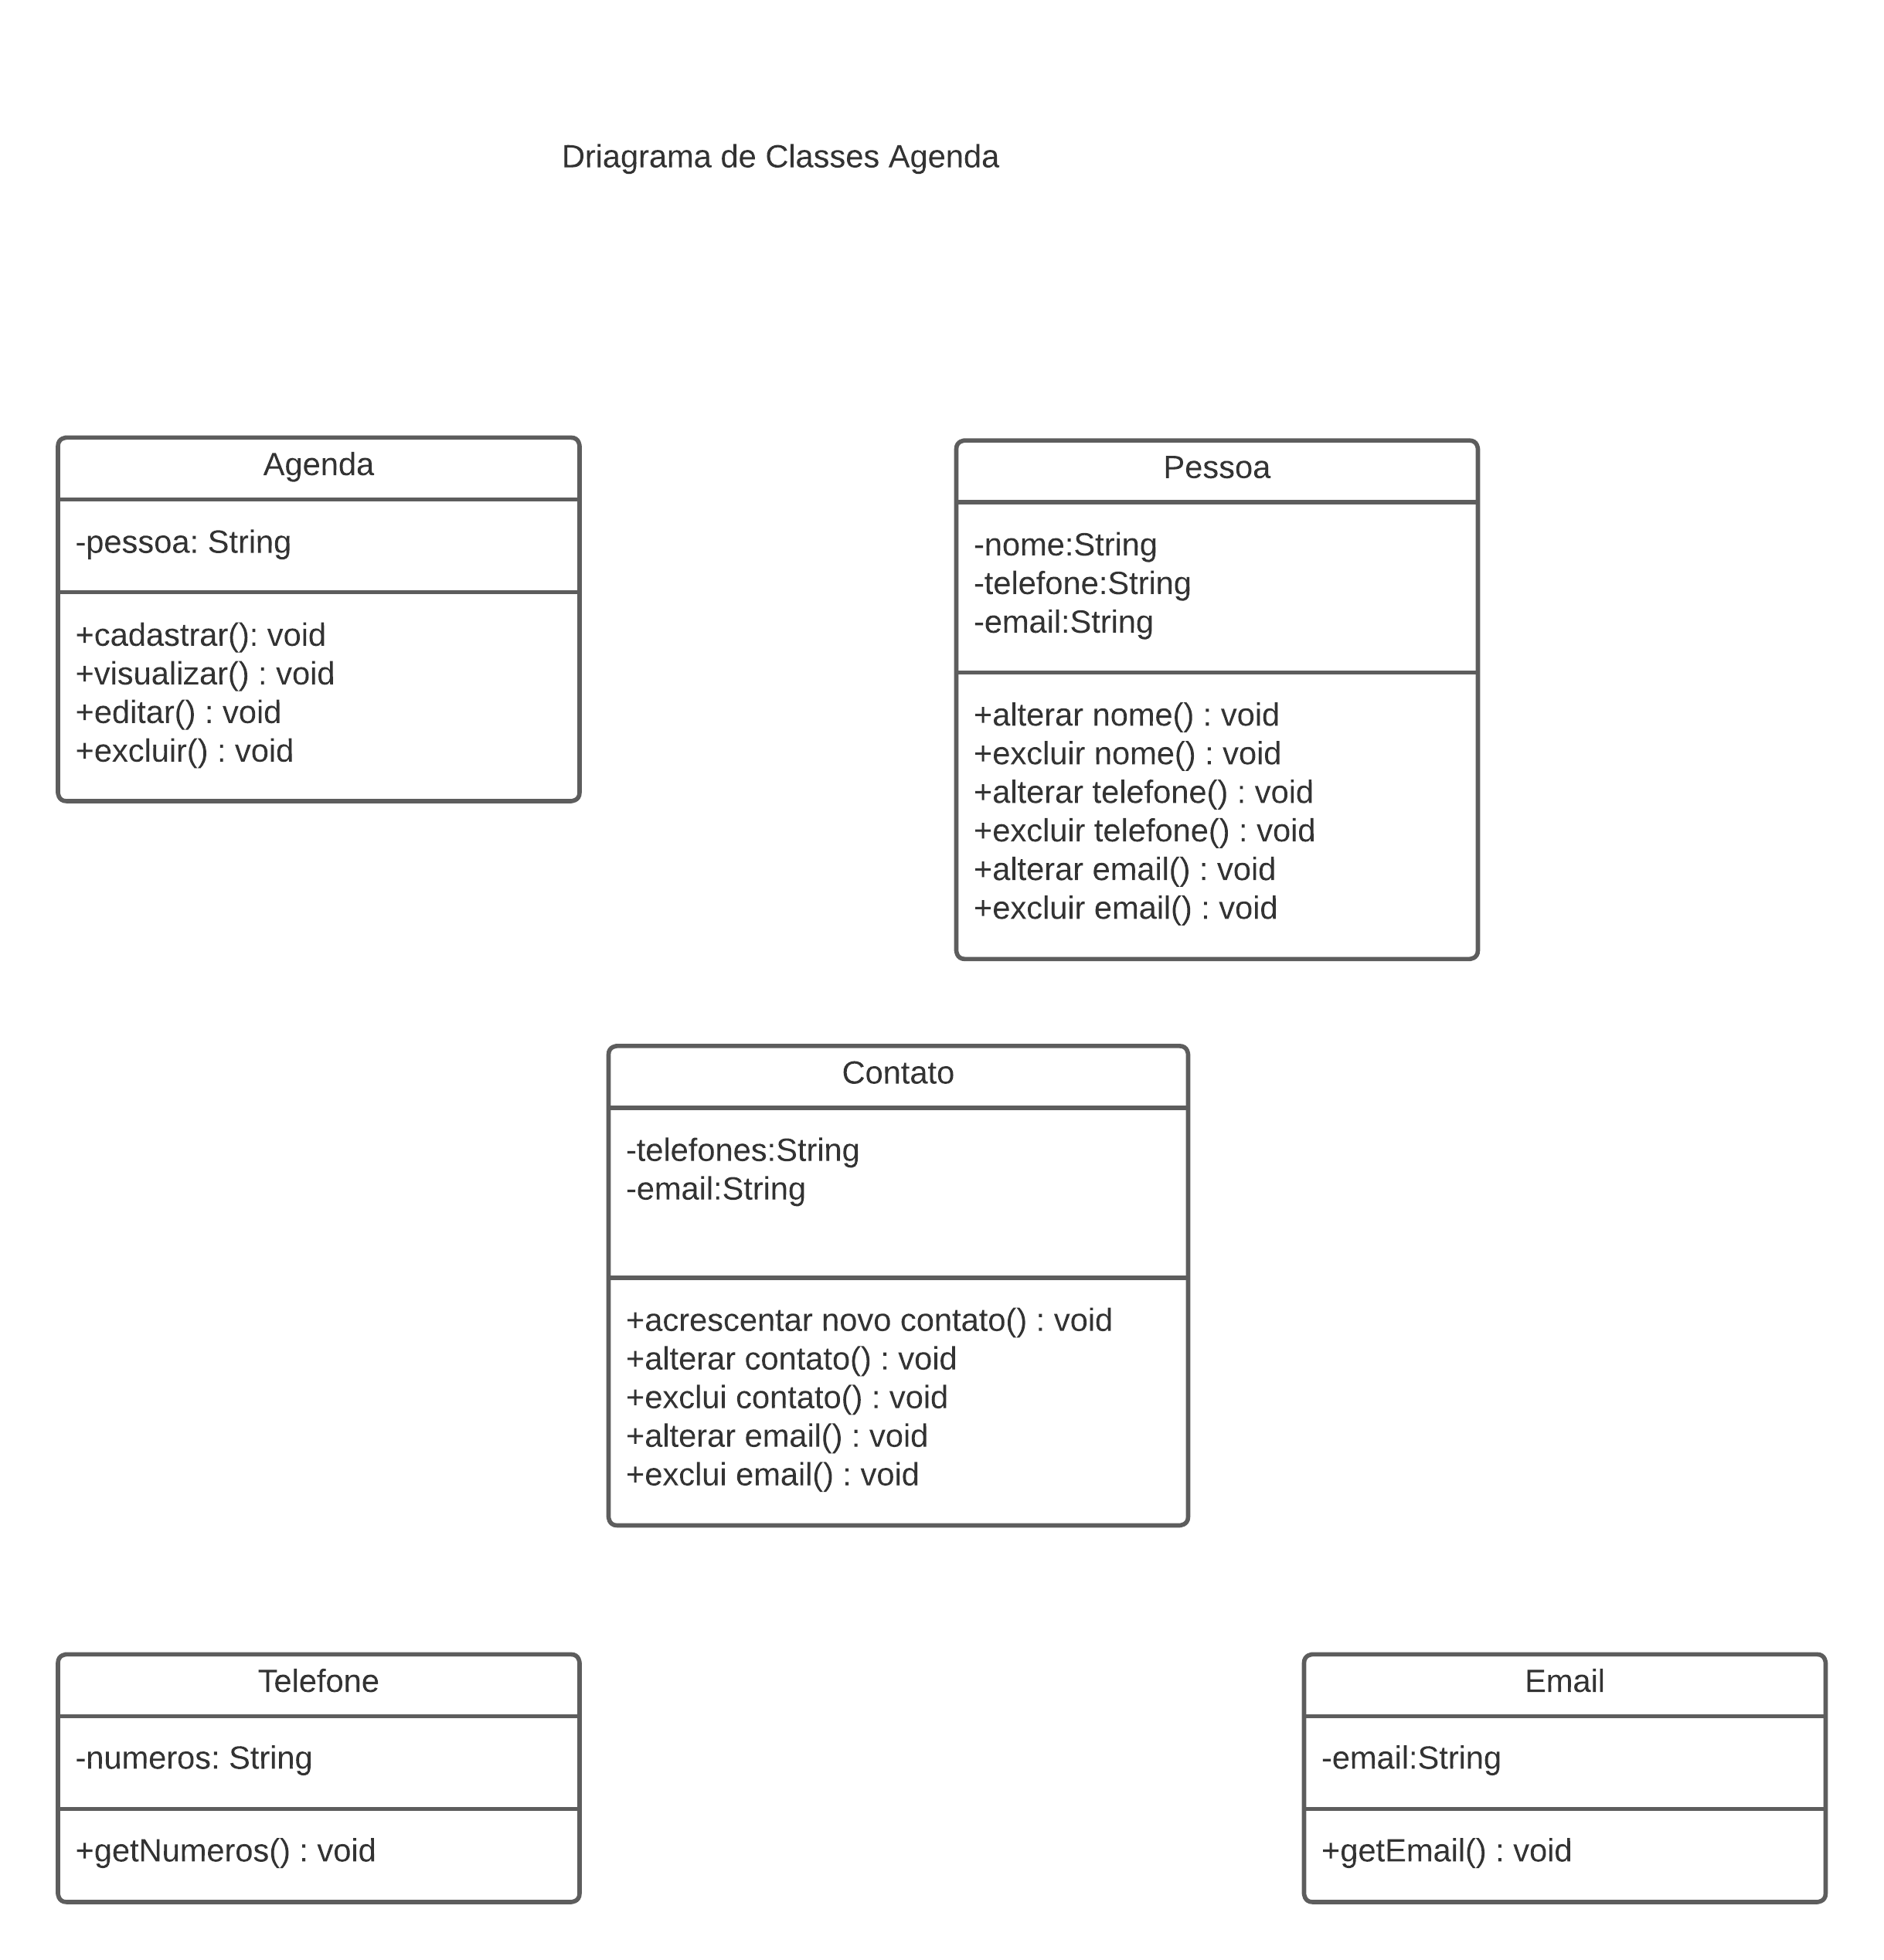 Driagrama de Classes Agenda
Agenda
-pessoa: String
+cadastrar(): void
+visualizar() : void
+editar() : void
+excluir() : void
Pessoa
-nome:String
-telefone:String
-email:String
+alterar nome() : void
+excluir nome() : void
+alterar telefone() : void
+excluir telefone() : void
+alterar email() : void
+excluir email() : void
Contato
-telefones:String
-email:String
+acrescentar novo contato() : void
+alterar contato() : void
+exclui contato() : void
+alterar email() : void
+exclui email() : void
Telefone
-numeros: String
+getNumeros() : void
Email
-email:String
+getEmail() : void